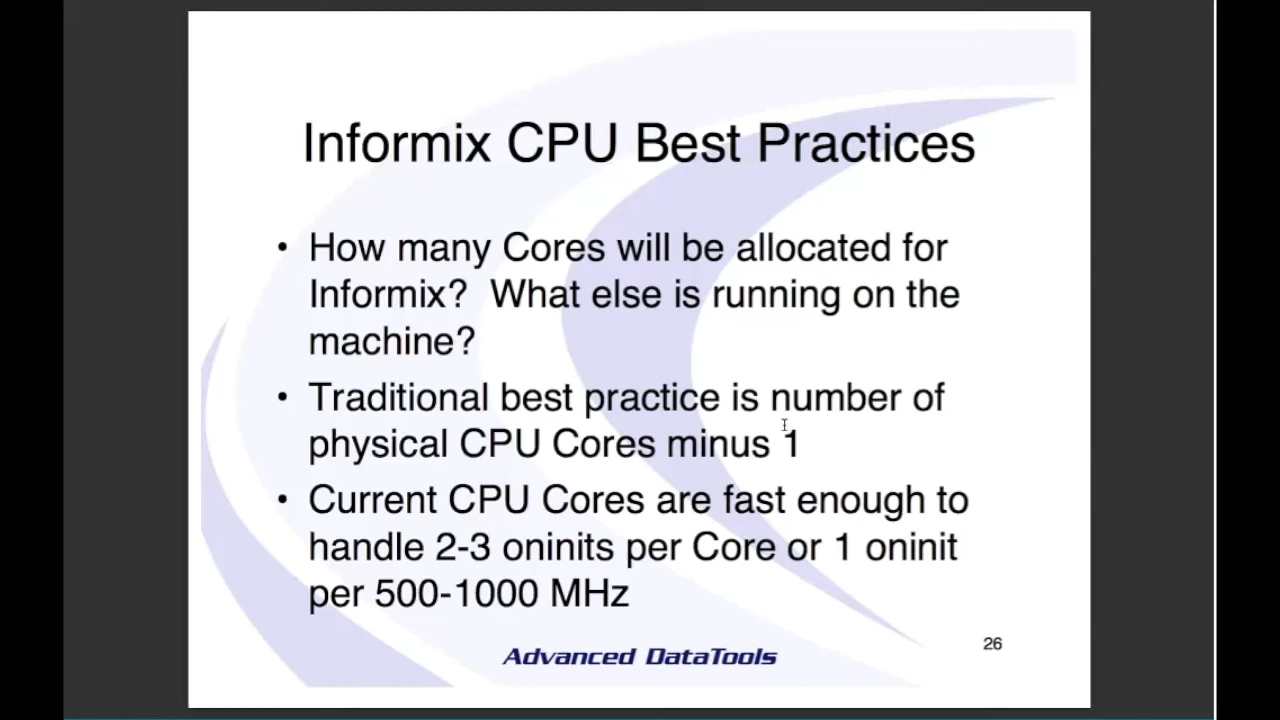 Informix CPU Best Practices
• How many Cores will be allocated for
Informix? What else is running on the
machine?
• Traditional best practice is number of
physical CPU Cores minus 1
• Current CPU Cores are fast enough to
handle 2-3 oninits per Core or 1 oninit
per 500-1000 MHz
Advanced DataTools
26